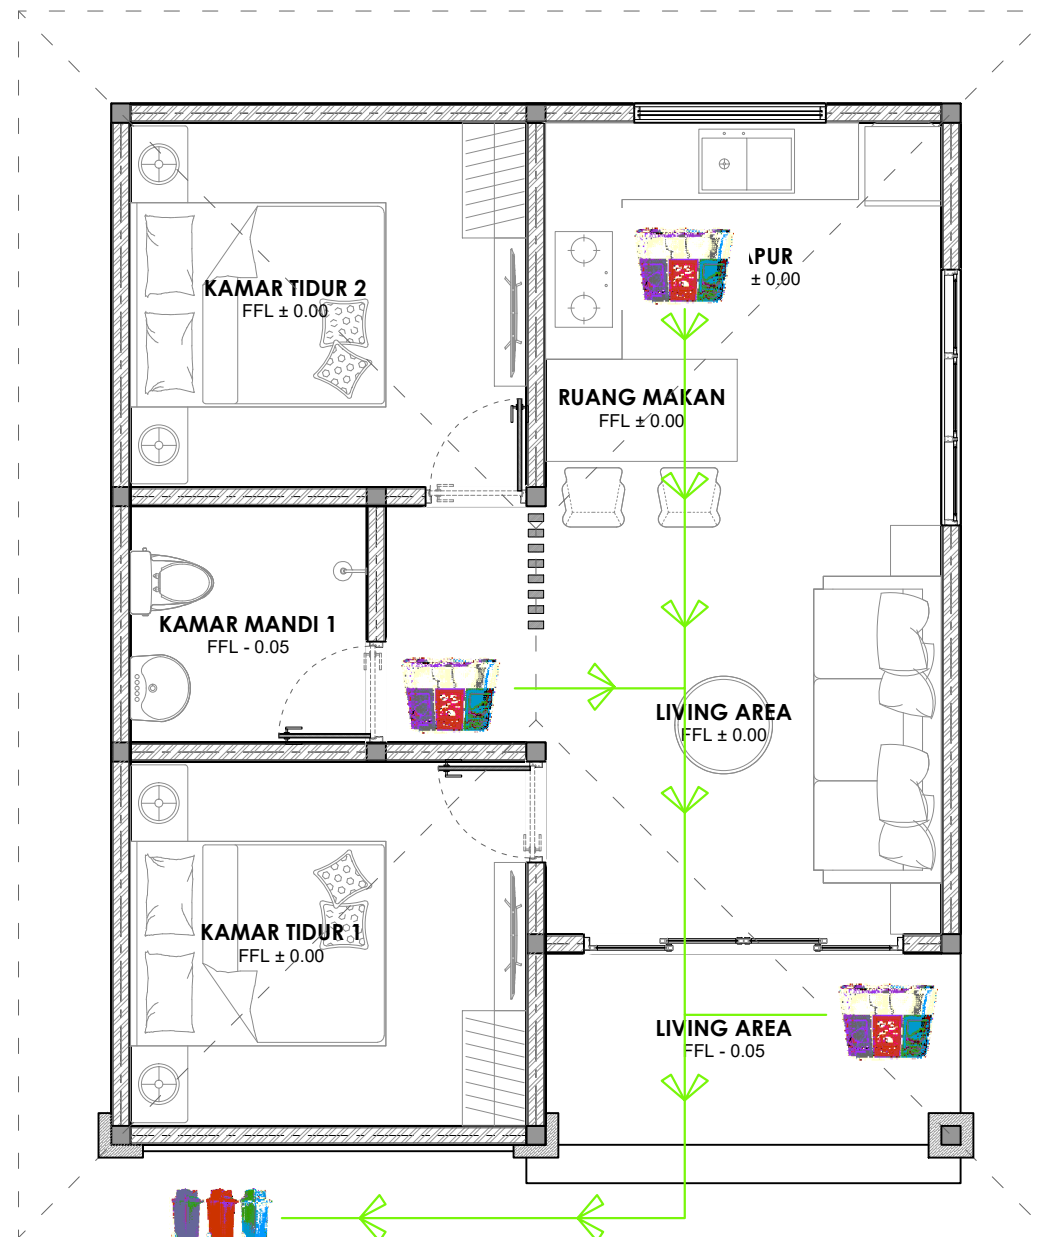 KAMAR TIDUR 2
FFL ± 0.00
APUR
± 0.00
RUANG MAKAN
FFL ± 0.00
KAMAR MANDI 1
FFL - 0.05
LIVING AREA
FFL ± 0.00
KAMAR TIDUR 1
FFL ± 0.00
LIVING AREA
FFL - 0.05